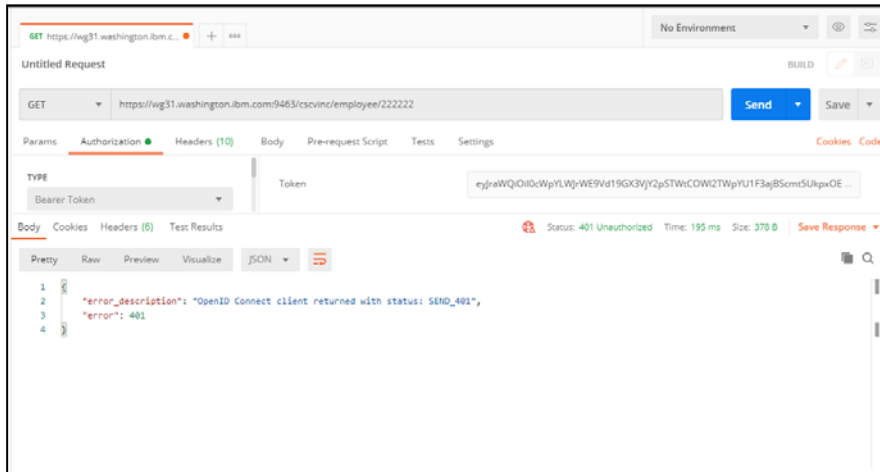 GET https://wg31.washington.ibm.c...
No Environment
Untitled Request
BUILD
GET https://wg31.washington.ibm.com:9463/cscvinc/employee/222222 Send Save
Params Authorization Headers (10) Body Pre-request Script Tests Settings Cookies Code
TYPE
Bearer Token
Token
Body Cookies Headers (6) Test Results Status: 401 Unauthorized Time: 195 ms Size: 378 B Save Response
Pretty Raw Preview Visualize JSON
1 {
2 "error_description": "OpenID Connect client returned with status: SEND_401",
3 "error": 401
4 }